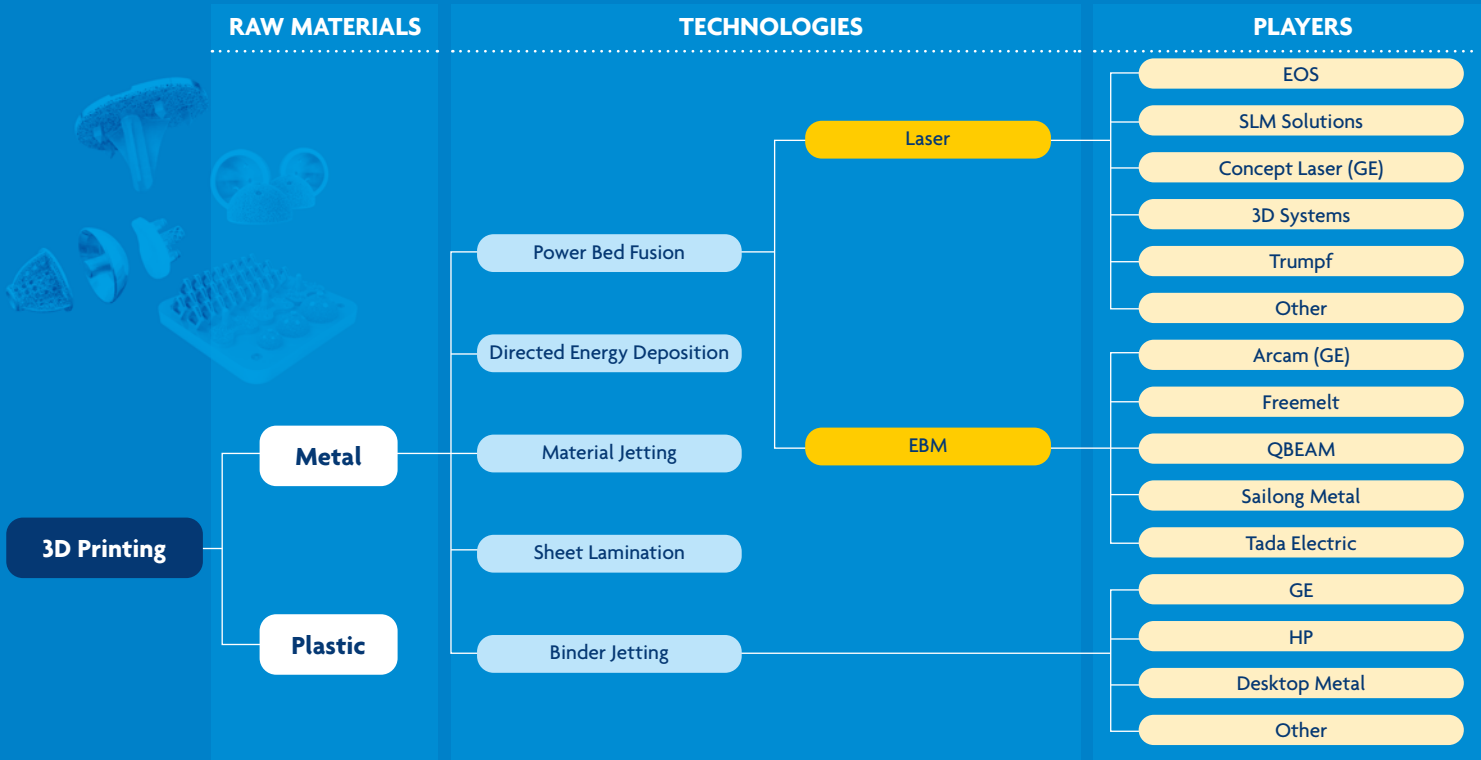 RAW MATERIALS
TECHNOLOGIES
PLAYERS
3D Printing
Metal
Plastic
Power Bed Fusion
Directed Energy Deposition
Material Jetting
Sheet Lamination
Binder Jetting
Laser
EBM
EOS
SLM Solutions
Concept Laser (GE)
3D Systems
Trumpf
Other
Arcam (GE)
Freemelt
QBEAM
Sailong Metal
Tada Electric
GE
HP
Desktop Metal
Other